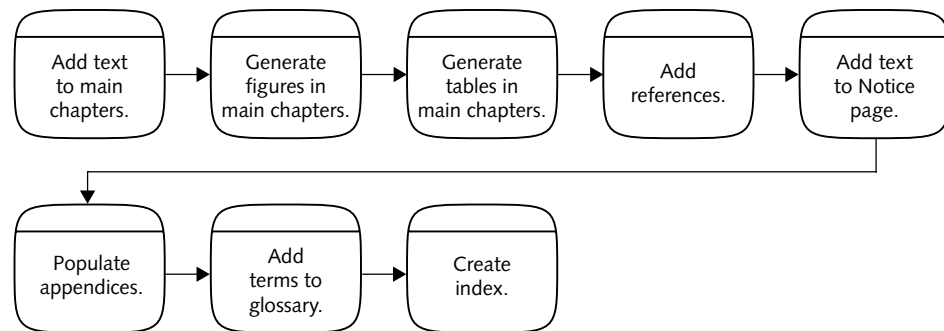 Add text
to main
chapters.
Generate
figures in
main chapters.
Generate
tables in
main chapters.
Add
references.
Add text
to Notice
page.
Populate
appendices.
Add
terms to
glossary.
Create
index.